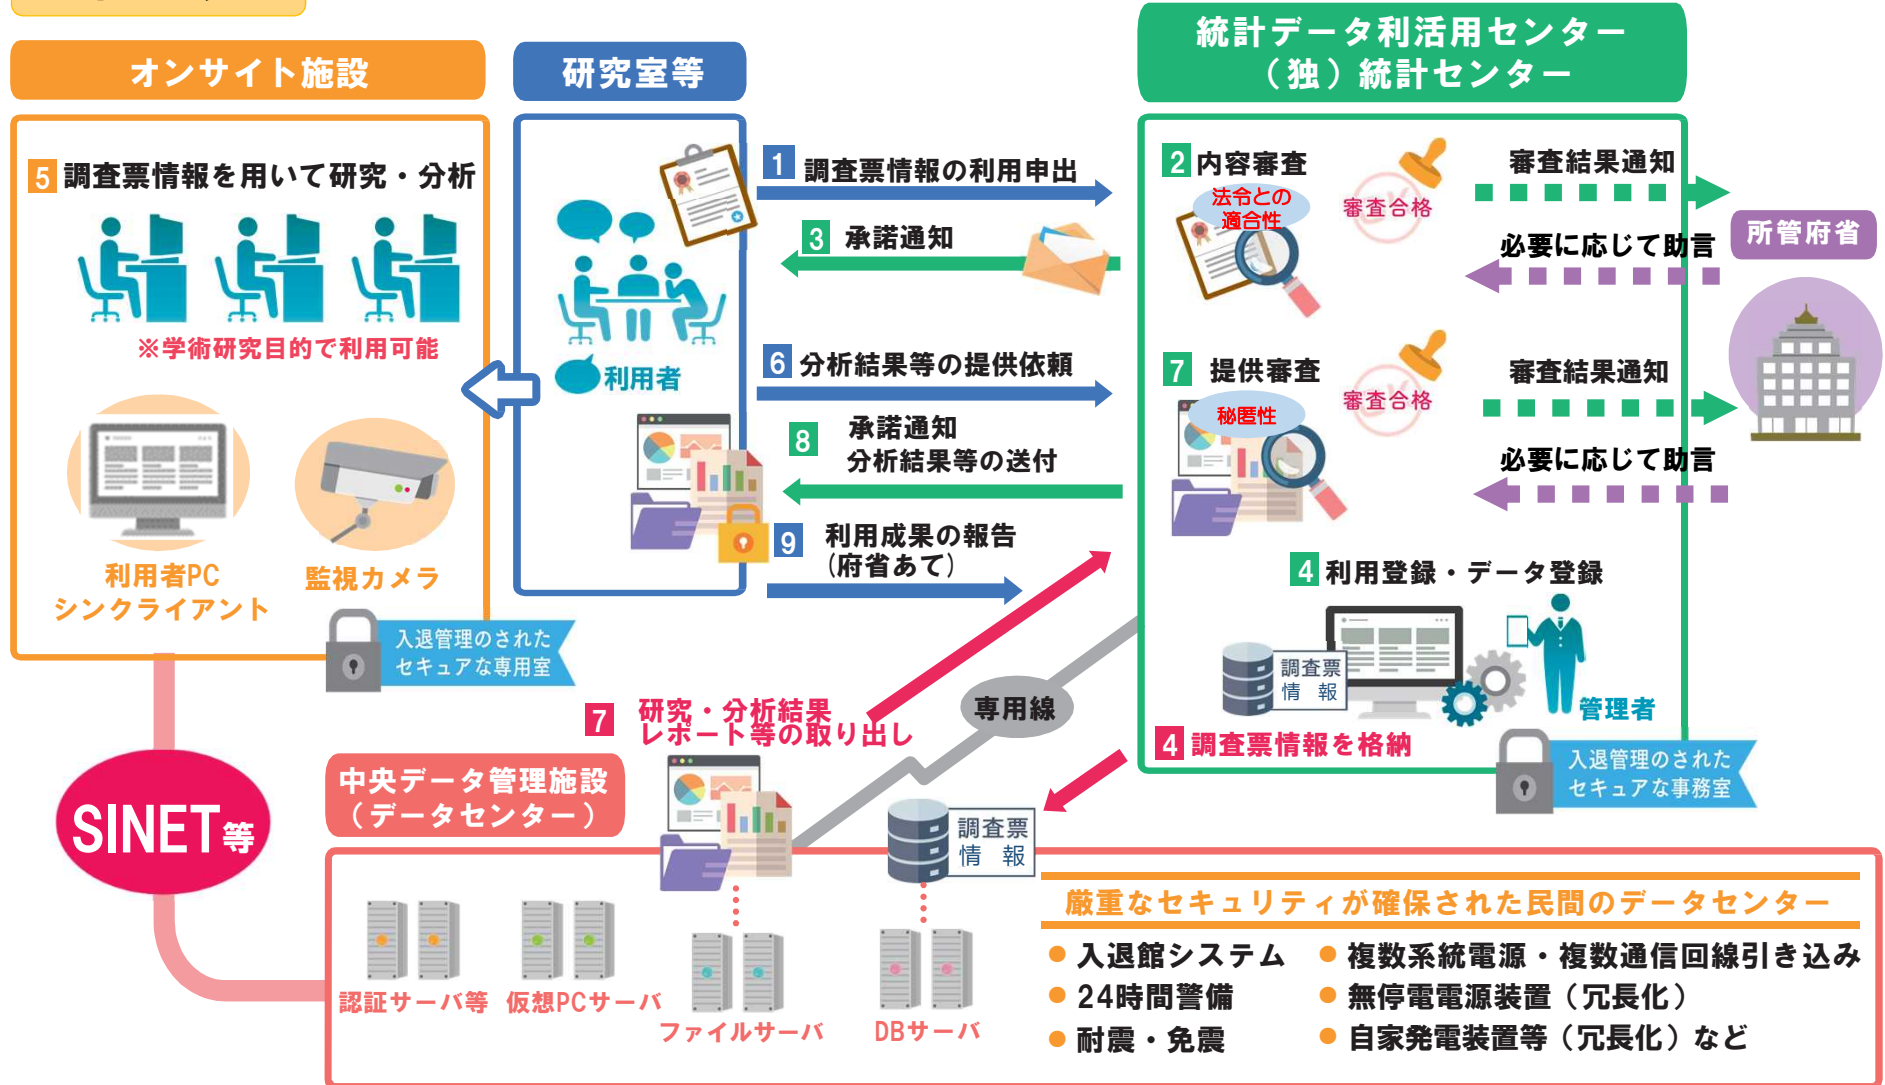 オンサイト施設
5 調査票情報を用いて研究・分析
※学術研究目的で利用可能
利用者PC
シンクライアント
監視カメラ
入退管理のされた
セキュアな専用室
研究室等
利用者
1 調査票情報の利用申出
3 承諾通知
6 分析結果等の提供依頼
8 承諾通知
分析結果等の送付
9 利用成果の報告
(府省あて)
統計データ利活用センター
（独）統計センター
2 内容審査
法令との
適合性
審査合格
審査結果通知
必要に応じて助言
所管府省
7 提供審査
秘匿性
審査合格
審査結果通知
必要に応じて助言
4 利用登録・データ登録
調査票
情 報
管理者
4 調査票情報を格納
入退管理のされた
セキュアな事務室
専用線
7 研究・分析結果
レポート等の取り出し
SINET等
中央データ管理施設
（データセンター）
調査票
情 報
認証サーバ等
仮想PCサーバ
ファイルサーバ
DBサーバ
厳重なセキュリティが確保された民間のデータセンター
● 入退館システム
● 24時間警備
● 耐震・免震
● 複数系統電源・複数通信回線引き込み
● 無停電電源装置（冗長化）
● 自家発電装置等（冗長化）など